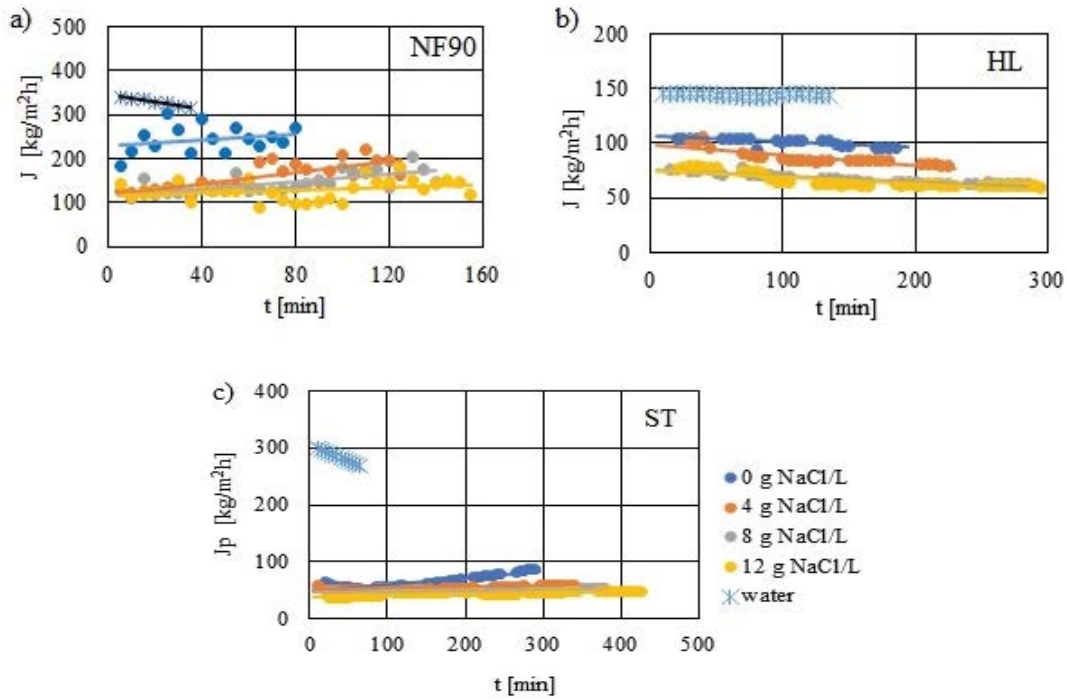 a)
NF90
500
400
300
200
100
0
J [kg/m²h]
0 40 80 120 160
t [min]
b)
HL
200
150
100
50
0
J [kg/m²h]
0 100 200 300
t [min]
c)
ST
400
300
200
100
0
Jp [kg/m²h]
0 100 200 300 400 500
t [min]
0 g NaCl/L
4 g NaCl/L
8 g NaCl/L
12 g NaCl/L
water